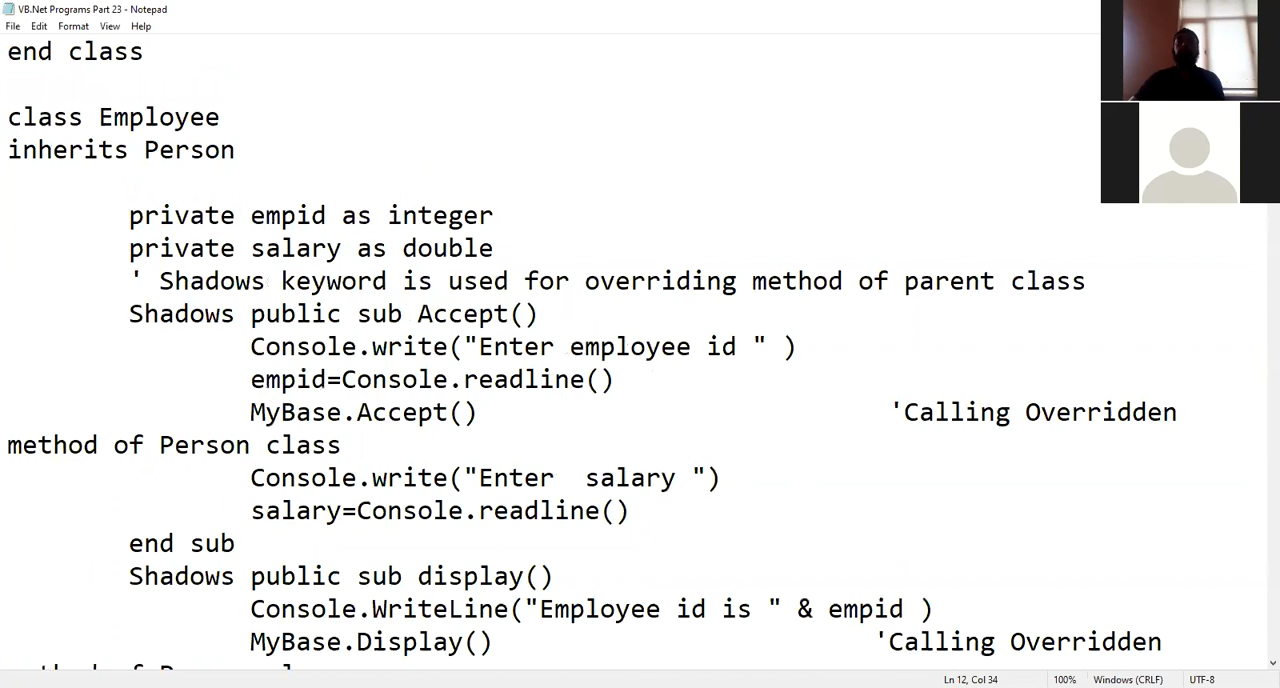 VB.Net Programs Part 23 - Notepad
File Edit Format View Help
end class
class Employee
inherits Person
private empid as integer
private salary as double
' Shadows keyword is used for overriding method of parent class
Shadows public sub Accept()
Console.write("Enter employee id " )
empid=Console.readline()
MyBase.Accept() 'Calling Overridden
method of Person class
Console.write("Enter  salary ")
salary=Console.readline()
end sub
Shadows public sub display()
Console.WriteLine("Employee id is " & empid )
MyBase.Display() 'Calling Overridden
Ln 12, Col 34 100% Windows (CRLF) UTF-8